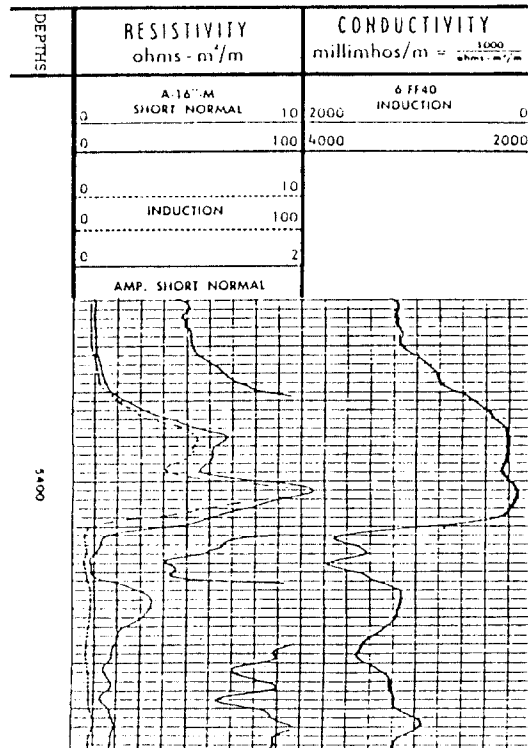 DEPTHS
RESISTIVITY
ohms - m²/m
CONDUCTIVITY
millimhos/m = 1000
ohms-m²/m
A-16"-M
SHORT NORMAL
0 10
6 FF40
INDUCTION
2000 0
0 100
4000 2000
0 10
INDUCTION
0 100
0 2
AMP. SHORT NORMAL
5400